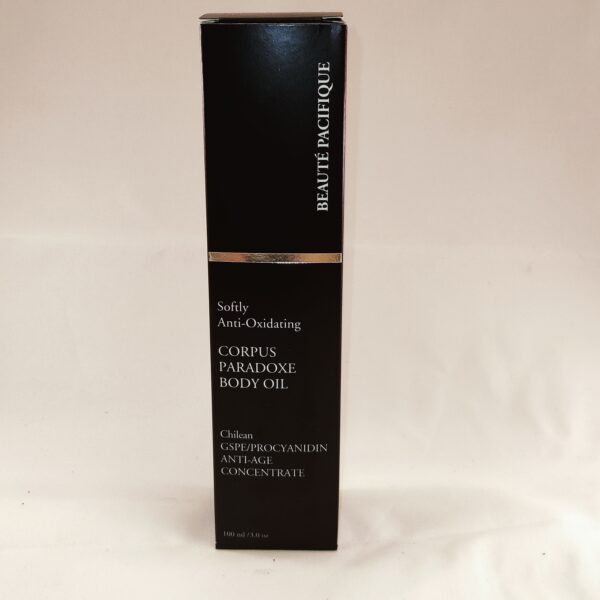 BEAUTÉ PACIFIQUE
Softly
Anti-Oxidating
CORPUS
PARADOXE
BODY OIL
Chilean
GSPE/PROCYANIDIN
ANTI-AGE
CONCENTRATE
100 ml /3.0 oz